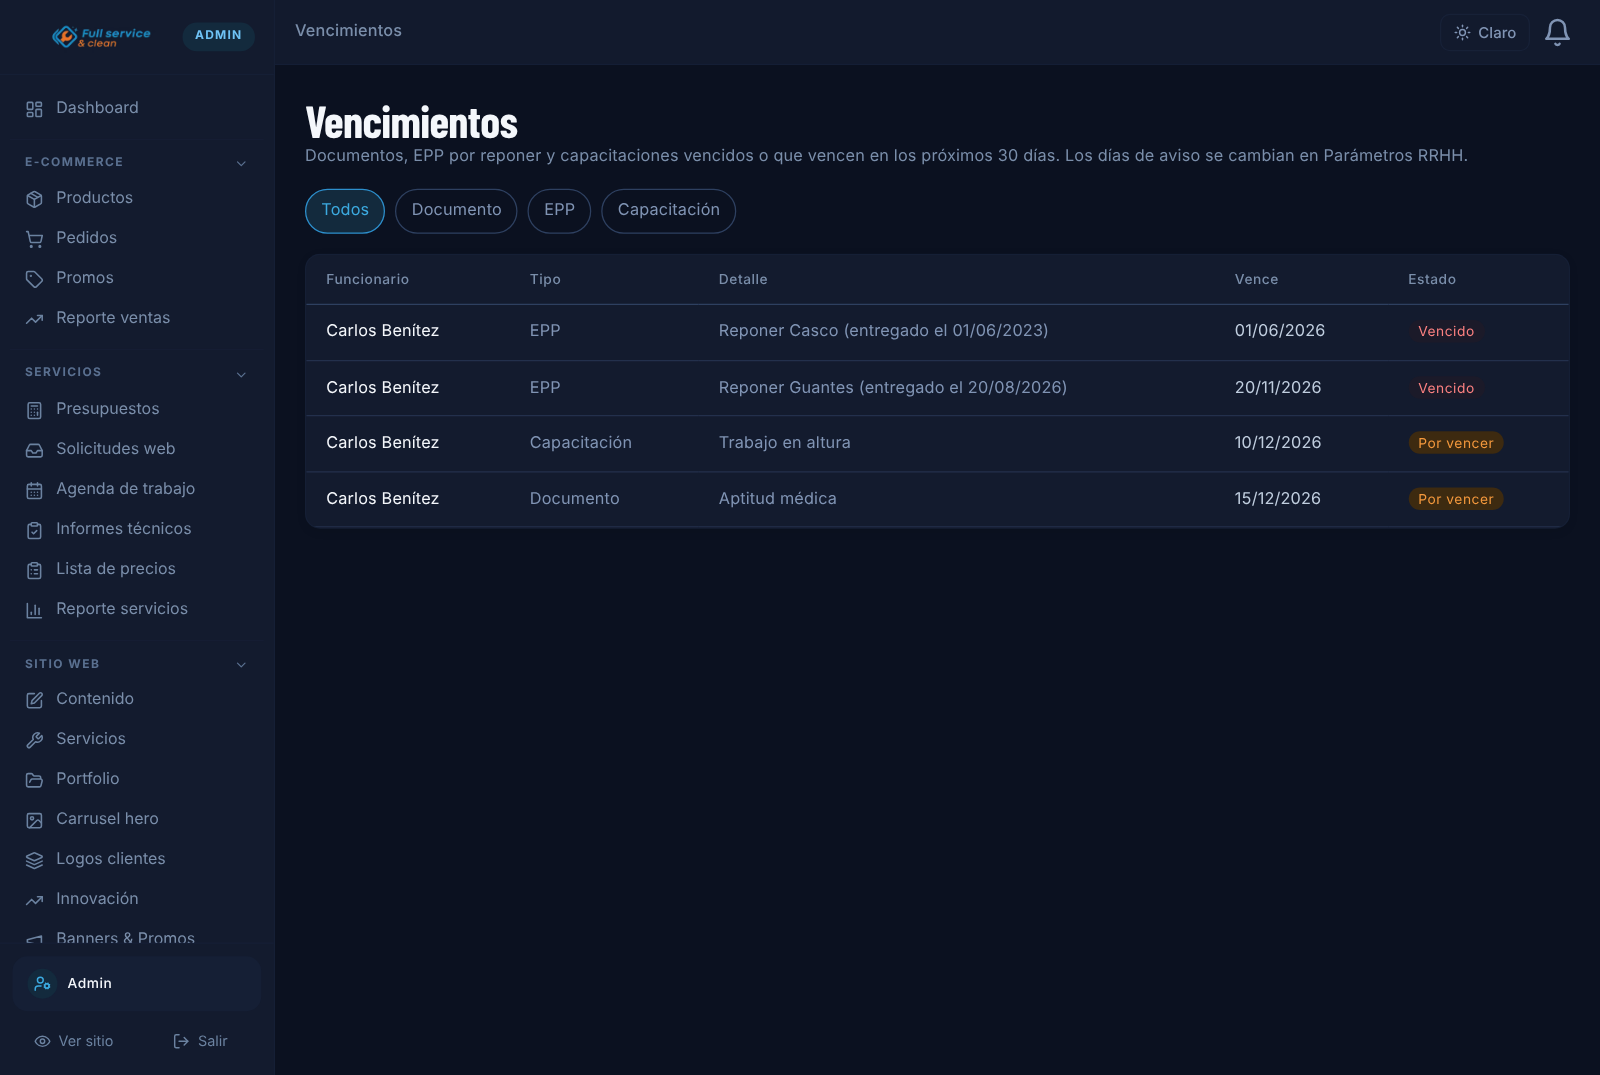 Full service
& clean
ADMIN
Vencimientos
Claro
Dashboard
E-COMMERCE
Productos
Pedidos
Promos
Reporte ventas
SERVICIOS
Presupuestos
Solicitudes web
Agenda de trabajo
Informes técnicos
Lista de precios
Reporte servicios
SITIO WEB
Contenido
Servicios
Portfolio
Carrusel hero
Logos clientes
Innovación
Banners & Promos
Admin
Ver sitio Salir
Vencimientos
Documentos, EPP por reponer y capacitaciones vencidos o que vencen en los próximos 30 días. Los días de aviso se cambian en Parámetros RRHH.
Todos Documento EPP Capacitación
Funcionario Tipo Detalle Vence Estado
Carlos Benítez EPP Reponer Casco (entregado el 01/06/2023) 01/06/2026 Vencido
Carlos Benítez EPP Reponer Guantes (entregado el 20/08/2026) 20/11/2026 Vencido
Carlos Benítez Capacitación Trabajo en altura 10/12/2026 Por vencer
Carlos Benítez Documento Aptitud médica 15/12/2026 Por vencer